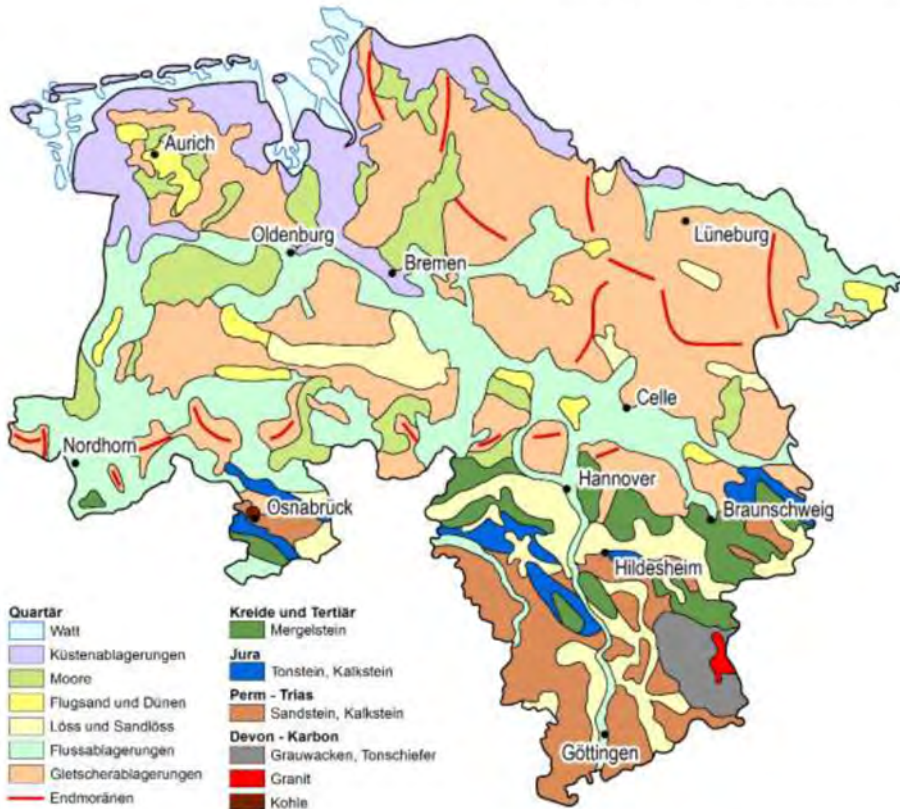 Aurich
Oldenburg
Bremen
Lüneburg
Celle
Nordhorn
Hannover
Osnabrück
Braunschweig
Hildesheim
Göttingen
Quartär
Watt
Küstenablagerungen
Moore
Flugsand und Dünen
Löss und Sandlöss
Flussablagerungen
Gletscherablagerungen
Endmoränen
Kreide und Tertiär
Mergelstein
Jura
Tonstein, Kalkstein
Perm - Trias
Sandstein, Kalkstein
Devon - Karbon
Grauwacken, Tonschiefer
Granit
Kohle